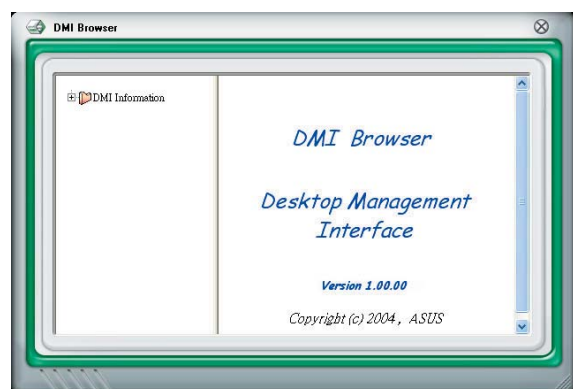 DMI Browser
DMI Information
DMI Browser
Desktop Management
Interface
Version 1.00.00
Copyright (c) 2004, ASUS